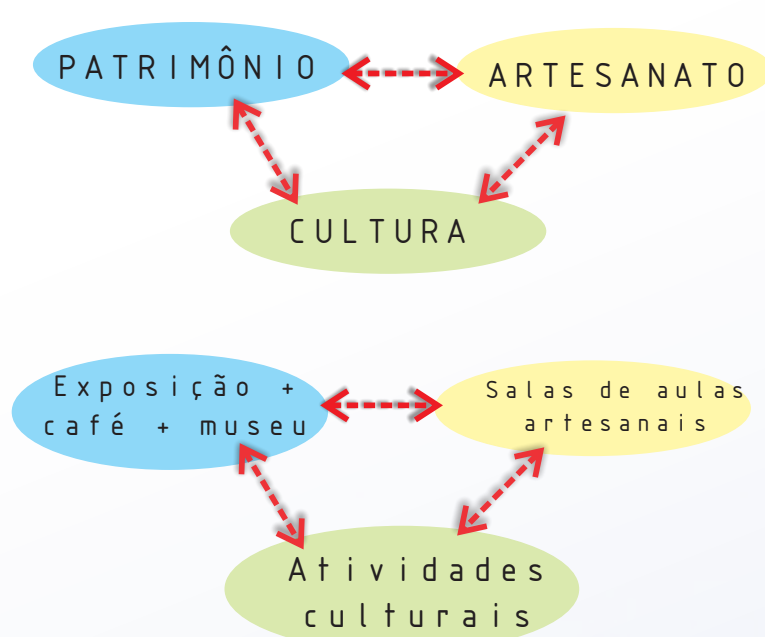 PATRIMÔNIO
ARTESANATO
CULTURA
Exposição +
café + museu
Salas de aulas
artesanais
Atividades
culturais